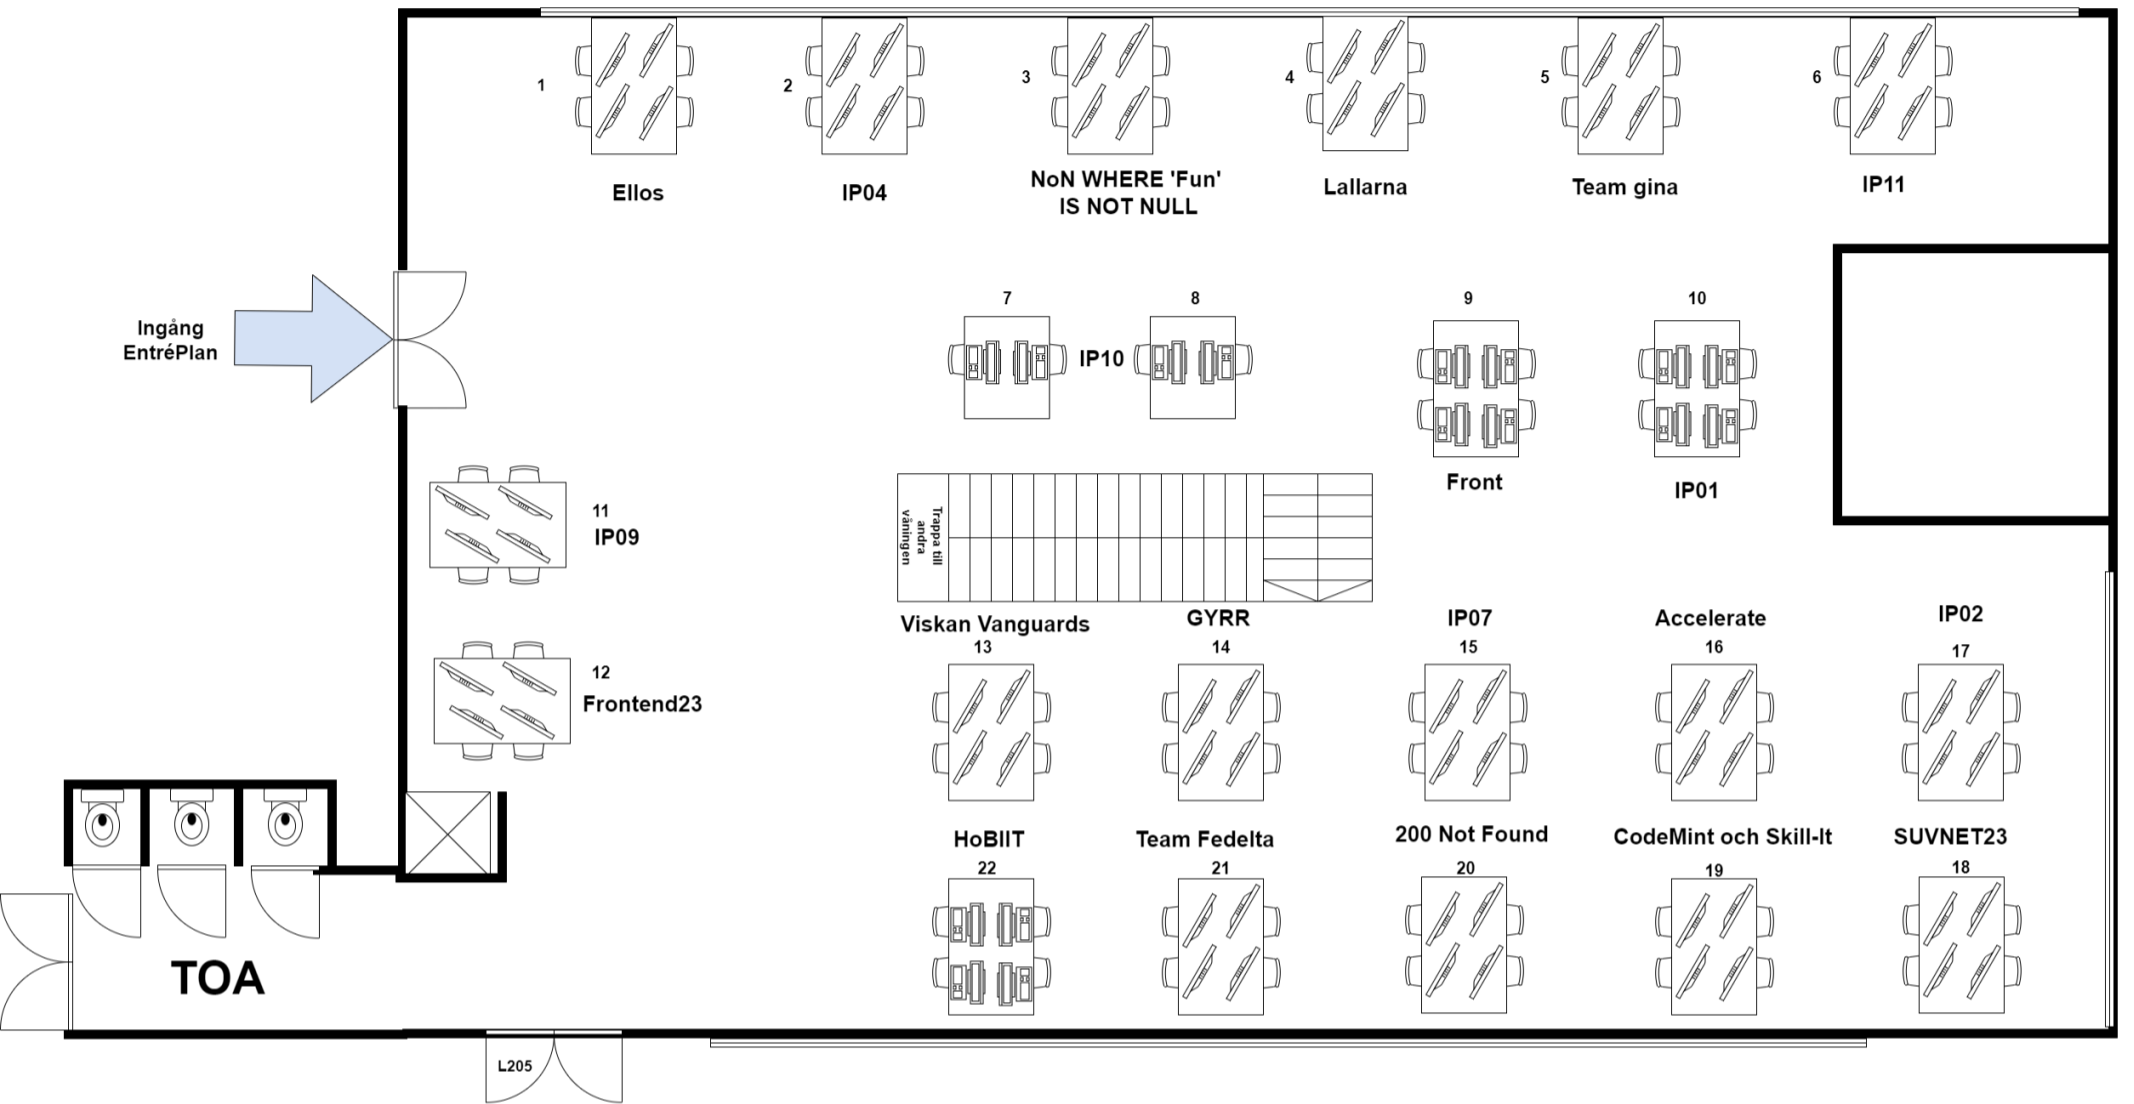 1
2
3
4
5
6
Ellos
IP04
NoN WHERE 'Fun'
IS NOT NULL
Lallarna
Team gina
IP11
Ingång
EntréPlan
7
8
9
10
IP10
Front
IP01
11
IP09
Trappa till
andra
våningen
12
Frontend23
Viskan Vanguards
13
GYRR
14
IP07
15
Accelerate
16
IP02
17
HoBIIT
22
Team Fedelta
21
200 Not Found
20
CodeMint och Skill-It
19
SUVNET23
18
TOA
L205